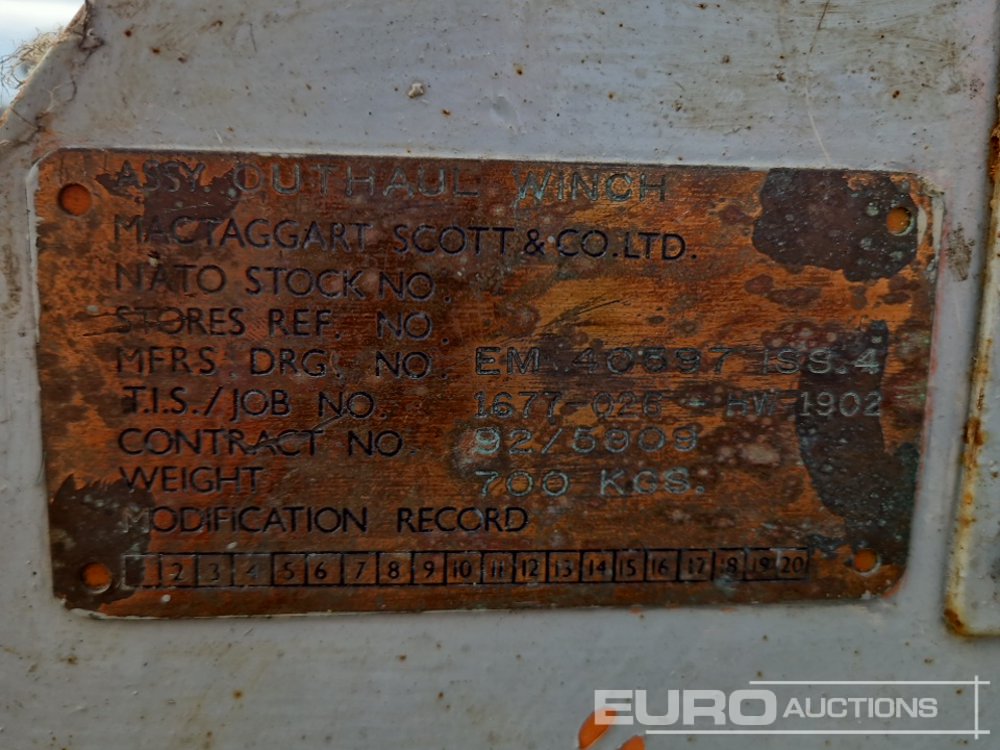 ASSY. OUTHAUL WINCH
MACTAGGART SCOTT & CO. LTD.
NATO STOCK NO.
STORES REF. NO.
MFRS. DRG. NO. EM 40597 ISS.4
T.I.S./JOB NO. 1677-026 - HW 1902
CONTRACT NO. 92/5809
WEIGHT 700 KGS.
MODIFICATION RECORD
1 2 3 4 5 6 7 8 9 10 11 12 13 14 15 16 17 18 19 20
EURO AUCTIONS